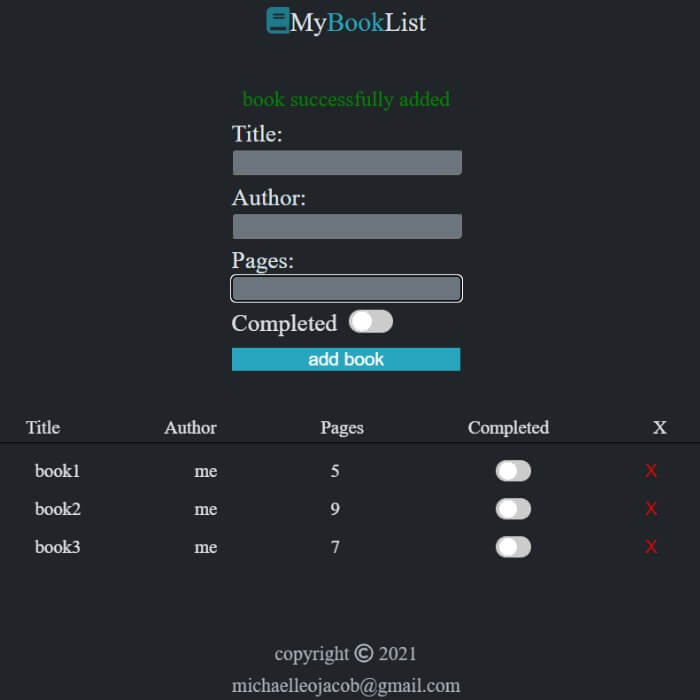 MyBookList
book successfully added
Title:
Author:
Pages:
Completed
add book
Title Author Pages Completed X
book1 me 5 X
book2 me 9 X
book3 me 7 X
copyright © 2021
michaelleojacob@gmail.com